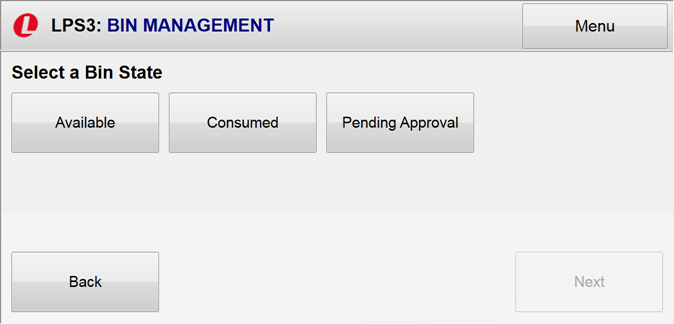 LPS3: BIN MANAGEMENT
Menu
Select a Bin State
Available
Consumed
Pending Approval
Back
Next